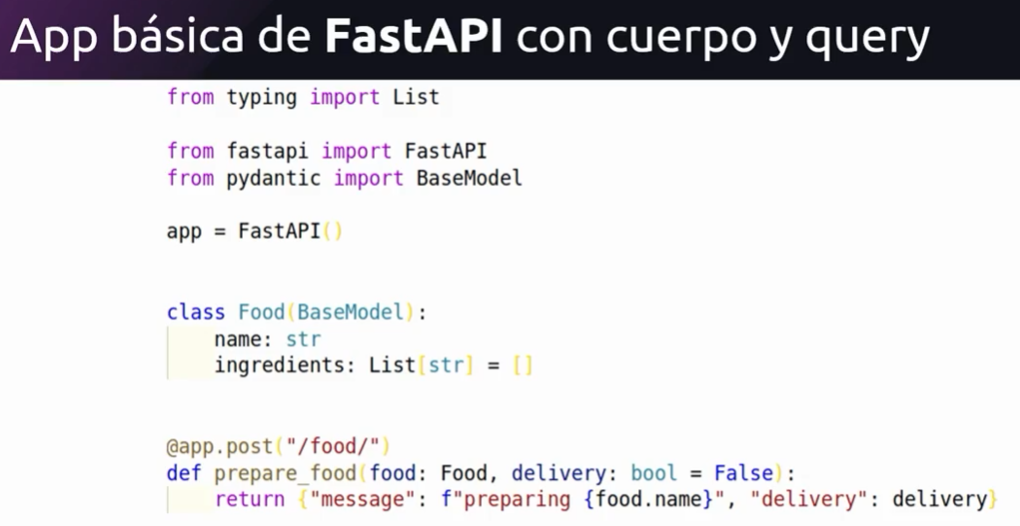 App básica de FastAPI con cuerpo y query
from typing import List
from fastapi import FastAPI
from pydantic import BaseModel
app = FastAPI()
class Food(BaseModel):
    name: str
    ingredients: List[str] = []
@app.post("/food/")
def prepare_food(food: Food, delivery: bool = False):
    return {"message": f"preparing {food.name}", "delivery": delivery}